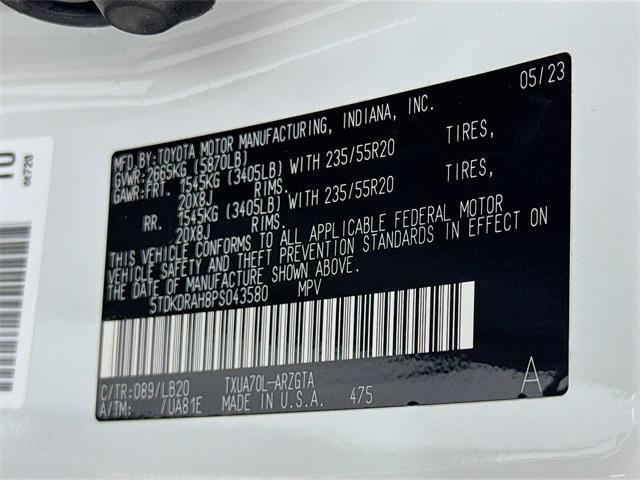 05/23
MFD.BY:TOYOTA MOTOR MANUFACTURING, INDIANA, INC.
GVWR:2665KG (5870LB)
GAWR:FRT. 1545KG (3405LB) WITH 235/55R20 TIRES,
20X8J RIMS.
RR. 1545KG (3405LB) WITH 235/55R20 TIRES,
20X8J RIMS.
THIS VEHICLE CONFORMS TO ALL APPLICABLE FEDERAL MOTOR
VEHICLE SAFETY AND THEFT PREVENTION STANDARDS IN EFFECT ON
THE DATE OF MANUFACTURE SHOWN ABOVE.
5TDKDRAH8PS043580 MPV
C/TR:089/LB20 TXUA70L-ARZGTA
A/TM: /UA81E MADE IN U.S.A. 475
A